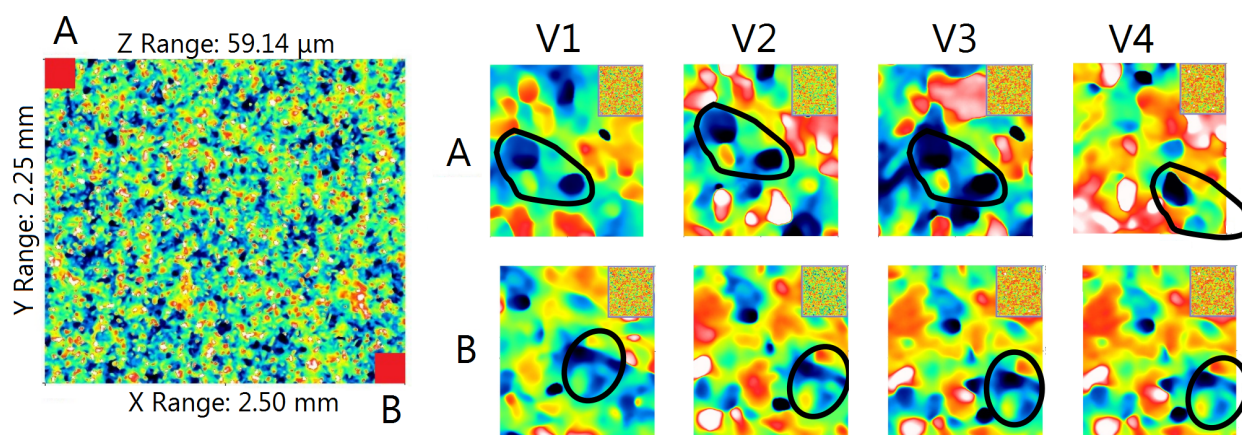 A
Z Range: 59.14 µm
Y Range: 2.25 mm
X Range: 2.50 mm
B
V1 V2 V3 V4
A
B